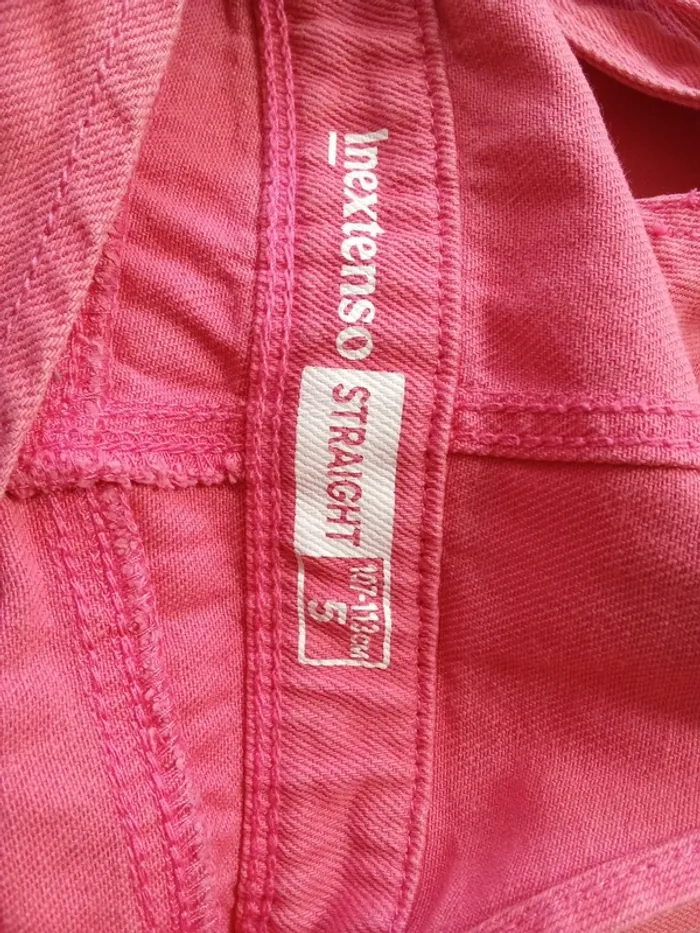 Inextenso
STRAIGHT
107-113cm
5